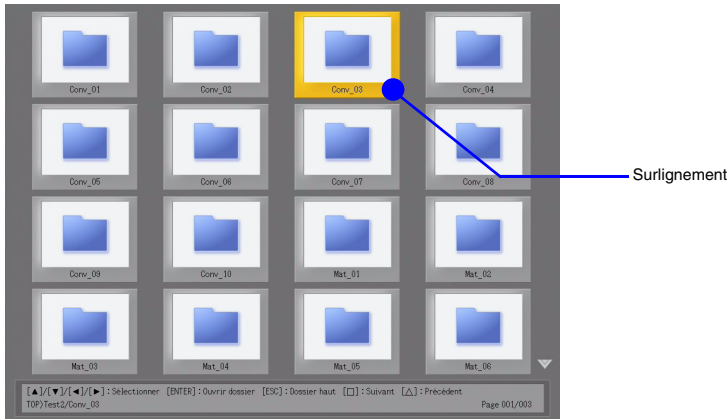 Conv_01 Conv_02 Conv_03 Conv_04
Surlignement
Conv_05 Conv_06 Conv_07 Conv_08
Conv_09 Conv_10 Mat_01 Mat_02
Mat_03 Mat_04 Mat_05 Mat_06
[▲]/[▼]/[◀]/[▶]:Sélectionner [ENTER]:Ouvrir dossier [ESC]:Dossier haut [□]:Suivant [△]:Précédent
TOP>Test2/Conv_03 Page 001/003